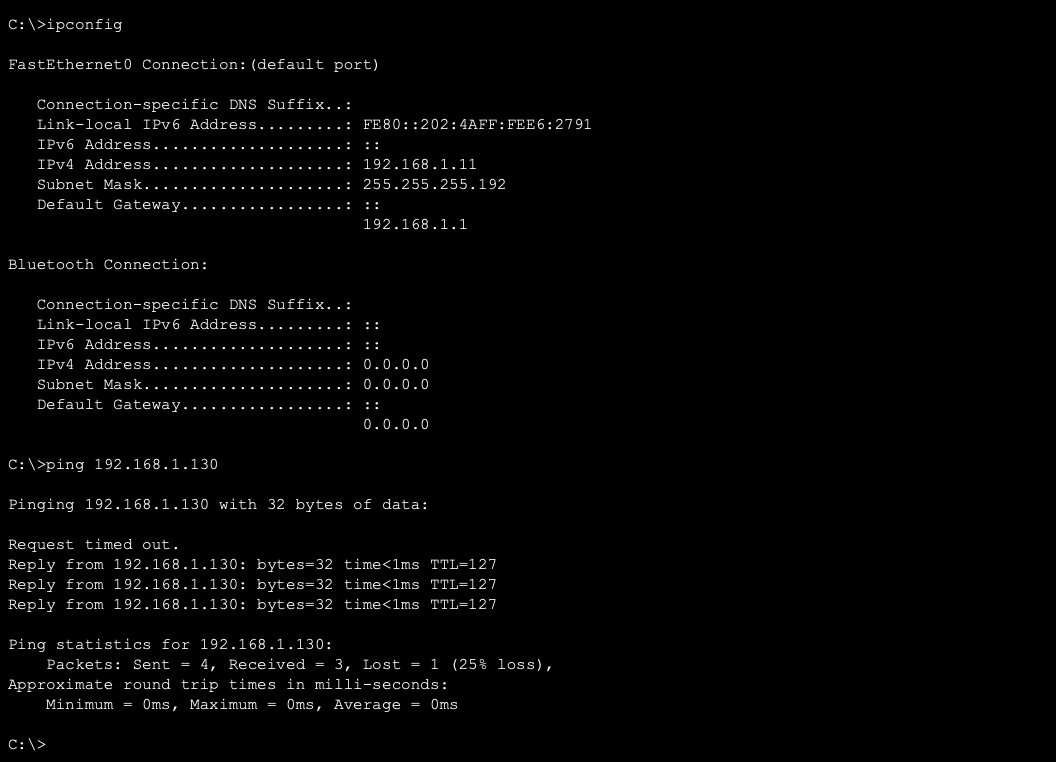 C:\>ipconfig
FastEthernet0 Connection:(default port)
Connection-specific DNS Suffix..:
Link-local IPv6 Address.........: FE80::202:4AFF:FEE6:2791
IPv6 Address....................: ::
IPv4 Address....................: 192.168.1.11
Subnet Mask.....................: 255.255.255.192
Default Gateway.................: ::
192.168.1.1
Bluetooth Connection:
Connection-specific DNS Suffix..:
Link-local IPv6 Address.........: ::
IPv6 Address....................: ::
IPv4 Address....................: 0.0.0.0
Subnet Mask.....................: 0.0.0.0
Default Gateway.................: ::
0.0.0.0
C:\>ping 192.168.1.130
Pinging 192.168.1.130 with 32 bytes of data:
Request timed out.
Reply from 192.168.1.130: bytes=32 time<1ms TTL=127
Reply from 192.168.1.130: bytes=32 time<1ms TTL=127
Reply from 192.168.1.130: bytes=32 time<1ms TTL=127
Ping statistics for 192.168.1.130:
Packets: Sent = 4, Received = 3, Lost = 1 (25% loss),
Approximate round trip times in milli-seconds:
Minimum = 0ms, Maximum = 0ms, Average = 0ms
C:\>